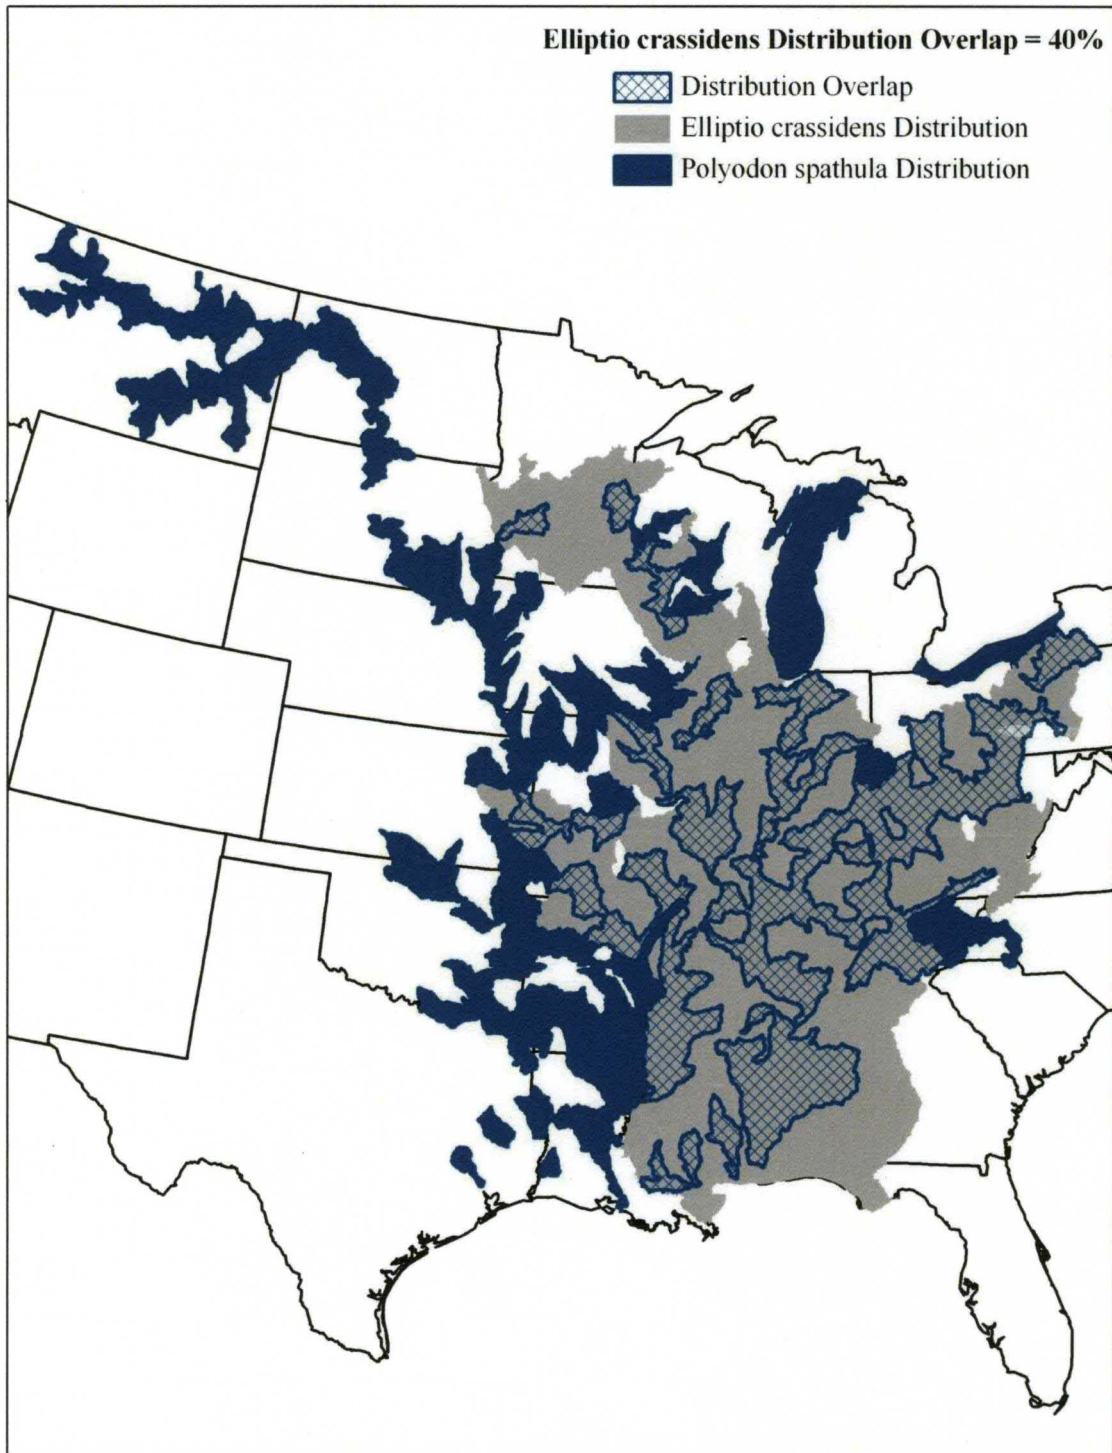 Elliptio crassidens Distribution Overlap = 40%
Distribution Overlap
Elliptio crassidens Distribution
Polyodon spathula Distribution